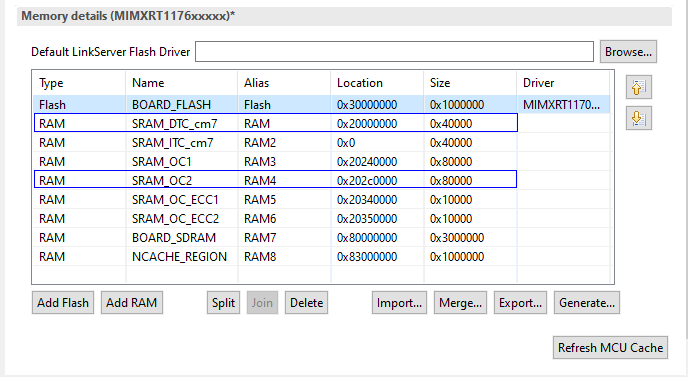 Memory details (MIMXRT1176xxxxx)*
Default LinkServer Flash Driver Browse...
Type Name Alias Location Size Driver
Flash BOARD_FLASH Flash 0x30000000 0x1000000 MIMXRT1170...
RAM SRAM_DTC_cm7 RAM 0x20000000 0x40000
RAM SRAM_ITC_cm7 RAM2 0x0 0x40000
RAM SRAM_OC1 RAM3 0x20240000 0x80000
RAM SRAM_OC2 RAM4 0x202c0000 0x80000
RAM SRAM_OC_ECC1 RAM5 0x20340000 0x10000
RAM SRAM_OC_ECC2 RAM6 0x20350000 0x10000
RAM BOARD_SDRAM RAM7 0x80000000 0x3000000
RAM NCACHE_REGION RAM8 0x83000000 0x1000000
Add Flash Add RAM Split Join Delete Import... Merge... Export... Generate...
Refresh MCU Cache